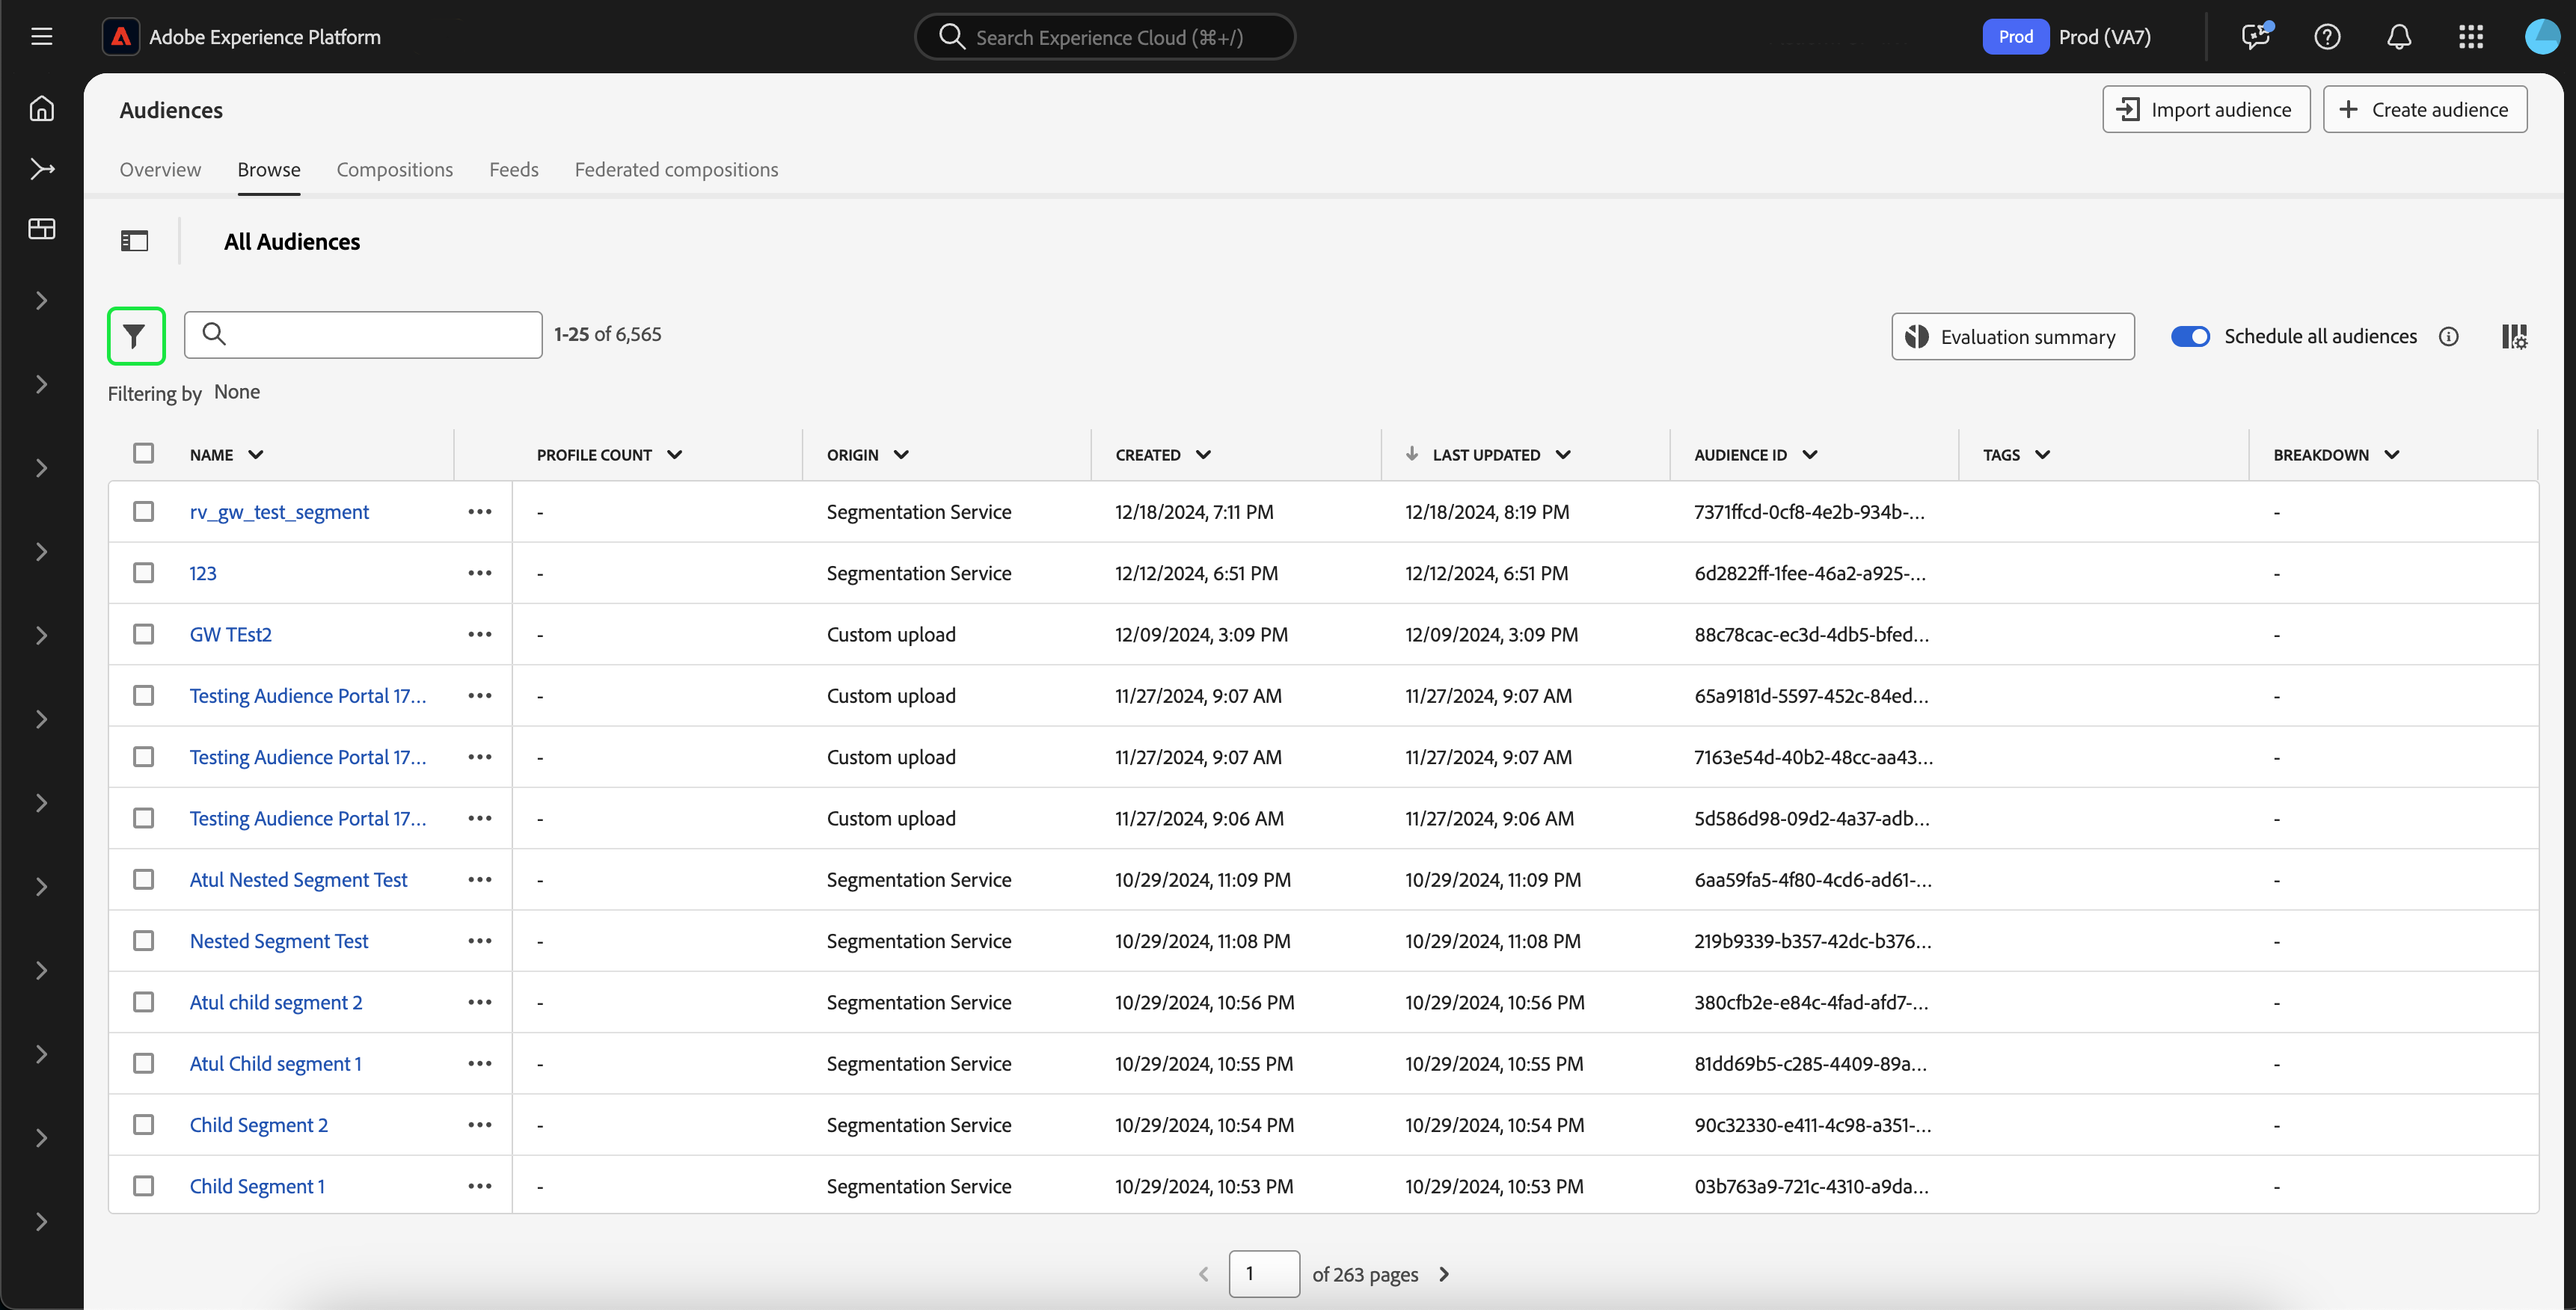 Adobe Experience Platform
Search Experience Cloud (⌘+/)
Prod Prod (VA7)
Audiences
Import audience
Create audience
Overview Browse Compositions Feeds Federated compositions
All Audiences
1-25 of 6,565
Evaluation summary
Schedule all audiences
Filtering by None
NAME PROFILE COUNT ORIGIN CREATED LAST UPDATED AUDIENCE ID TAGS BREAKDOWN
rv_gw_test_segment ••• - Segmentation Service 12/18/2024, 7:11 PM 12/18/2024, 8:19 PM 7371ffcd-0cf8-4e2b-934b-... -
123 ••• - Segmentation Service 12/12/2024, 6:51 PM 12/12/2024, 6:51 PM 6d2822ff-1fee-46a2-a925-... -
GW TEst2 ••• - Custom upload 12/09/2024, 3:09 PM 12/09/2024, 3:09 PM 88c78cac-ec3d-4db5-bfed... -
Testing Audience Portal 17... ••• - Custom upload 11/27/2024, 9:07 AM 11/27/2024, 9:07 AM 65a9181d-5597-452c-84ed... -
Testing Audience Portal 17... ••• - Custom upload 11/27/2024, 9:07 AM 11/27/2024, 9:07 AM 7163e54d-40b2-48cc-aa43... -
Testing Audience Portal 17... ••• - Custom upload 11/27/2024, 9:06 AM 11/27/2024, 9:06 AM 5d586d98-09d2-4a37-adb... -
Atul Nested Segment Test ••• - Segmentation Service 10/29/2024, 11:09 PM 10/29/2024, 11:09 PM 6aa59fa5-4f80-4cd6-ad61-... -
Nested Segment Test ••• - Segmentation Service 10/29/2024, 11:08 PM 10/29/2024, 11:08 PM 219b9339-b357-42dc-b376... -
Atul child segment 2 ••• - Segmentation Service 10/29/2024, 10:56 PM 10/29/2024, 10:56 PM 380cfb2e-e84c-4fad-afd7-... -
Atul Child segment 1 ••• - Segmentation Service 10/29/2024, 10:55 PM 10/29/2024, 10:55 PM 81dd69b5-c285-4409-89a... -
Child Segment 2 ••• - Segmentation Service 10/29/2024, 10:54 PM 10/29/2024, 10:54 PM 90c32330-e411-4c98-a351-... -
Child Segment 1 ••• - Segmentation Service 10/29/2024, 10:53 PM 10/29/2024, 10:53 PM 03b763a9-721c-4310-a9da... -
1 of 263 pages